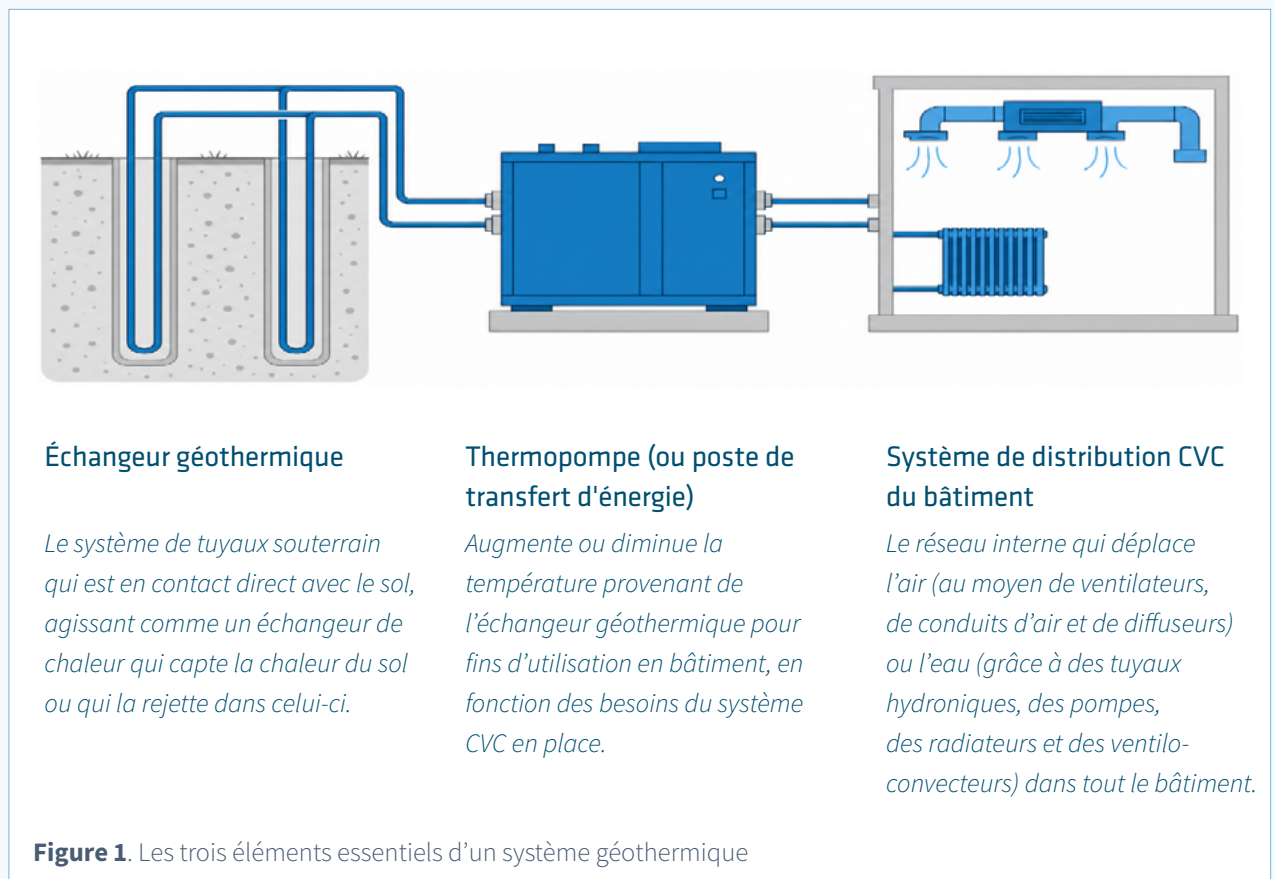 Échangeur géothermique
Le système de tuyaux souterrain
qui est en contact direct avec le sol,
agissant comme un échangeur de
chaleur qui capte la chaleur du sol
ou qui la rejette dans celui-ci.
Thermopompe (ou poste de
transfert d'énergie)
Augmente ou diminue la
température provenant de
l’échangeur géothermique pour
fins d’utilisation en bâtiment, en
fonction des besoins du système
CVC en place.
Système de distribution CVC
du bâtiment
Le réseau interne qui déplace
l’air (au moyen de ventilateurs,
de conduits d’air et de diffuseurs)
ou l’eau (grâce à des tuyaux
hydroniques, des pompes,
des radiateurs et des ventilo-
convecteurs) dans tout le bâtiment.
Figure 1. Les trois éléments essentiels d’un système géothermique